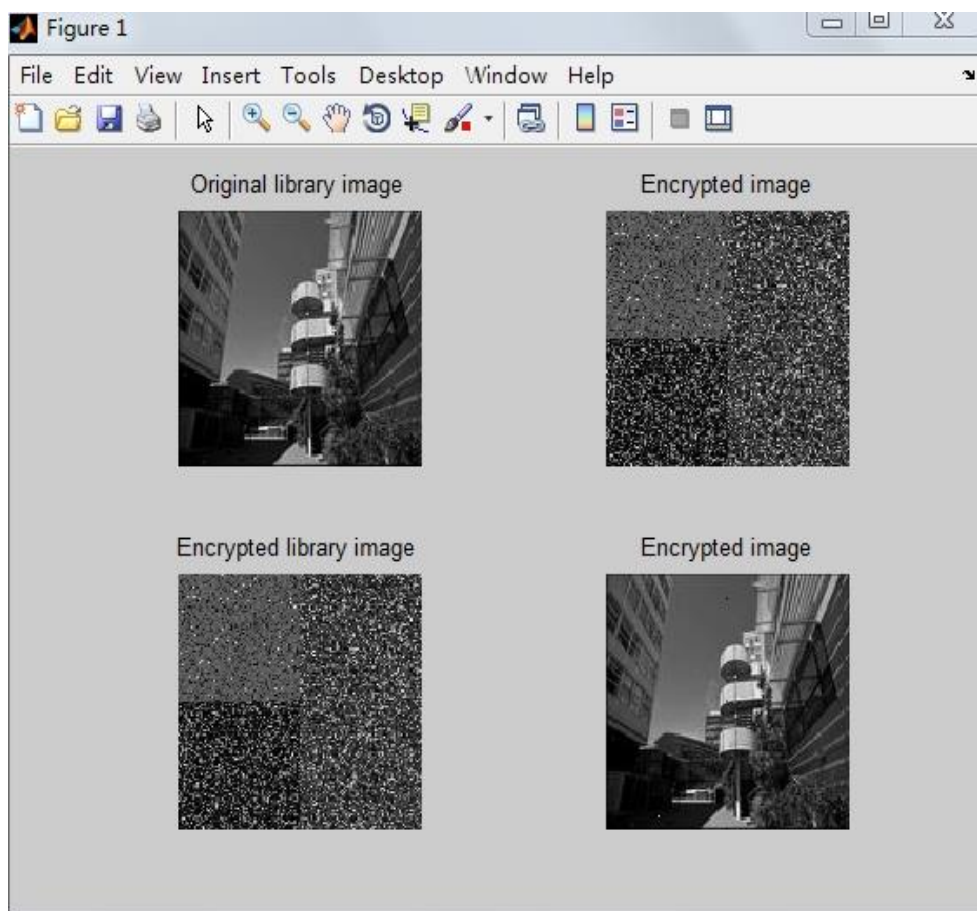 Figure 1
File Edit View Insert Tools Desktop Window Help
Original library image
Encrypted image
Encrypted library image
Encrypted image